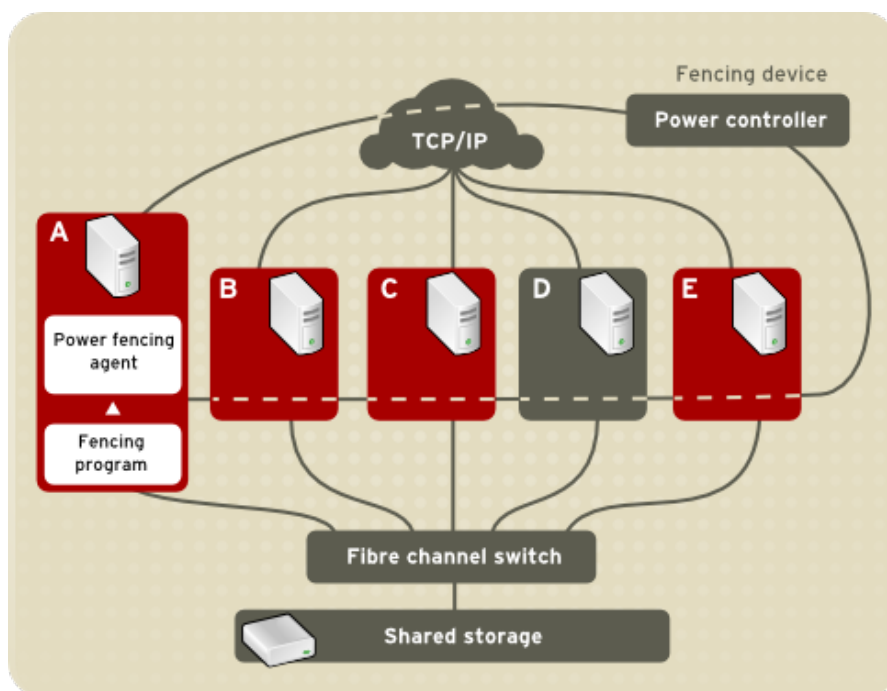 Fencing device
Power controller
TCP/IP
A
B
C
D
E
Power fencing
agent
Fencing
program
Fibre channel switch
Shared storage